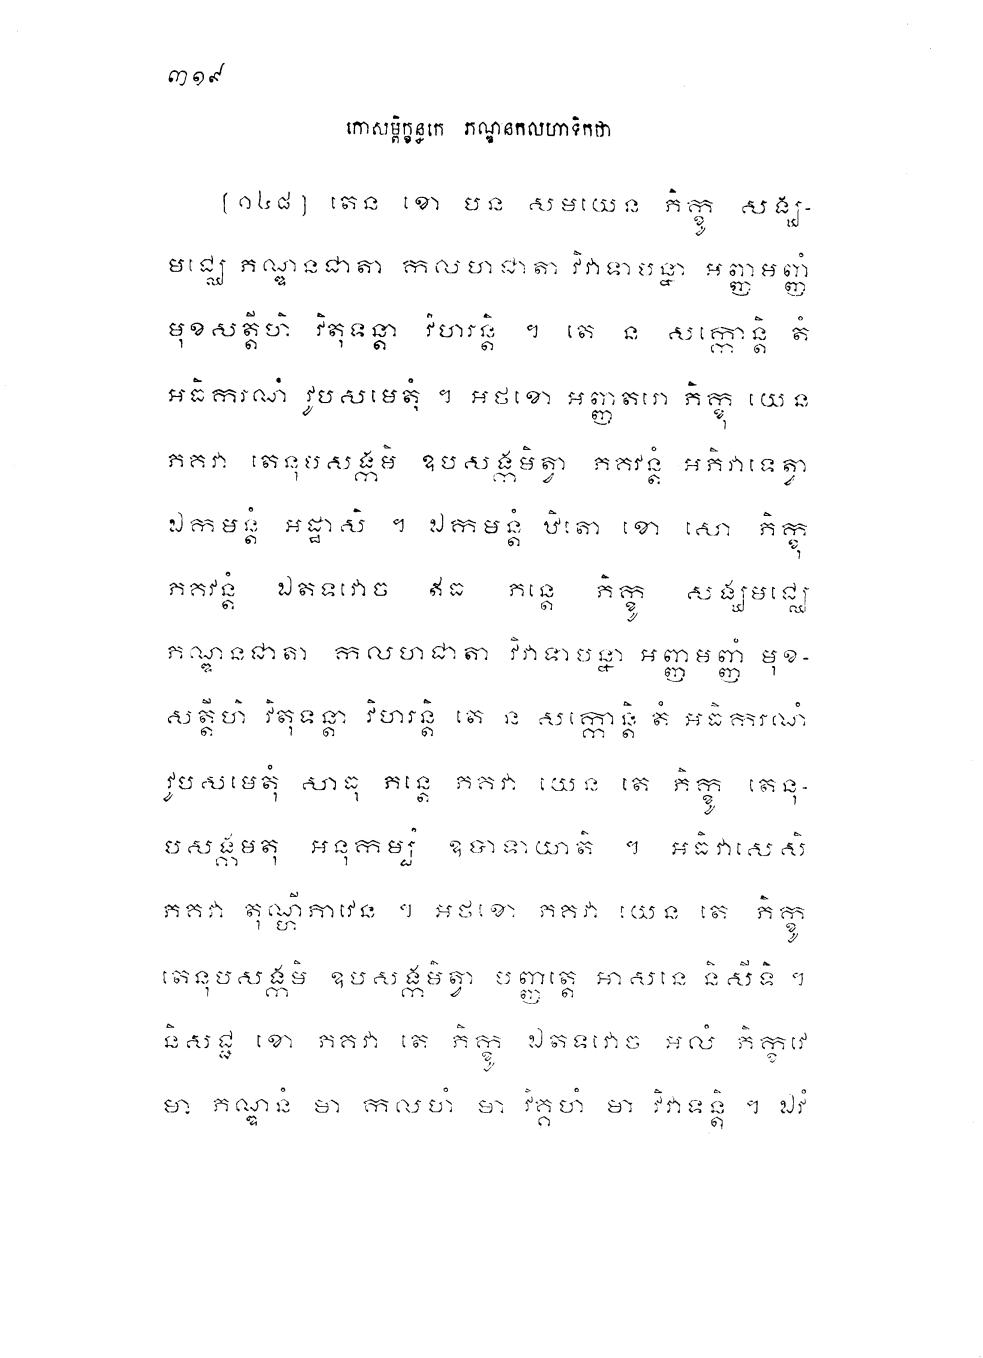 ៣១៩
កោសម្ពិក្ខន្ធកេ ភណ្ឌនកលហាទិកថា
[១៤៨] តេន ខោ បន សមយេន ភិក្ខូ សង្ឃ-
មជ្ឈេ ភណ្ឌនជាតា កាលហជាតា វិវាទាបន្នា អញ្ញមញ្ញំ
មុខសត្តីហិ វិតុទន្តា វិហរន្តិ ។ តេ ន សក្កោន្តិ តំ
អធិការណំ វូបសមេតុំ ។ អថខោ អញ្ញតរោ ភិក្ខុ យេន
ភគវា តេនុបសង្កមិ ឧបសង្កមិត្វា ភគវន្តំ អភិវាទេត្វា
ឯកមន្តំ អដ្ឋាសិ ។ ឯកមន្តំ ឋិតោ ខោ សោ ភិក្ខុ
ភគវន្តំ ឯតទវោច ឥធ ភន្តេ ភិក្ខូ សង្ឃមជ្ឈេ
ភណ្ឌនជាតា កាលហជាតា វិវាទាបន្នា អញ្ញមញ្ញំ មុខ-
សត្តីហិ វិតុទន្តា វិហរន្តិ តេ ន សក្កោន្តិ តំ អធិការណំ
វូបសមេតុំ សាធុ ភន្តេ ភគវា យេន តេ ភិក្ខូ តេនុ-
បសង្កមតុ អនុកម្បំ ឧបាទាយាតិ ។ អធិវាសេសិ
ភគវា តុណ្ហីភាវេន ។ អថខោ ភគវា យេន តេ ភិក្ខូ
តេនុបសង្កមិ ឧបសង្កមិត្វា បញ្ញត្តេ អាសនេ និសីទិ ។
និសជ្ជ ខោ ភគវា តេ ភិក្ខូ ឯតទវោច អលំ ភិក្ខវេ
មា ភណ្ឌនំ មា កាលហំ មា វិគ្គហំ មា វិវាទន្តិ ។ ឯវំ